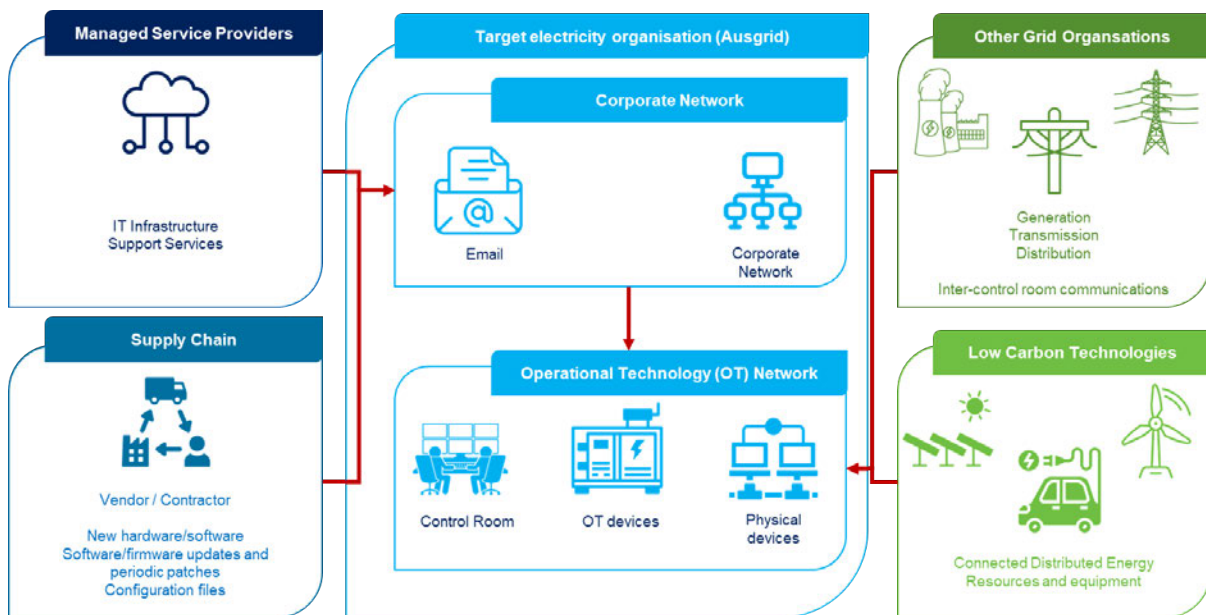 Managed Service Providers
IT Infrastructure
Support Services
Supply Chain
Vendor / Contractor
New hardware/software
Software/firmware updates and
periodic patches
Configuration files
Target electricity organisation (Ausgrid)
Corporate Network
@
Email
Corporate
Network
Operational Technology (OT) Network
Control Room
OT devices
Physical
devices
Other Grid Organsations
Generation
Transmission
Distribution
Inter-control room communications
Low Carbon Technologies
Connected Distributed Energy
Resources and equipment